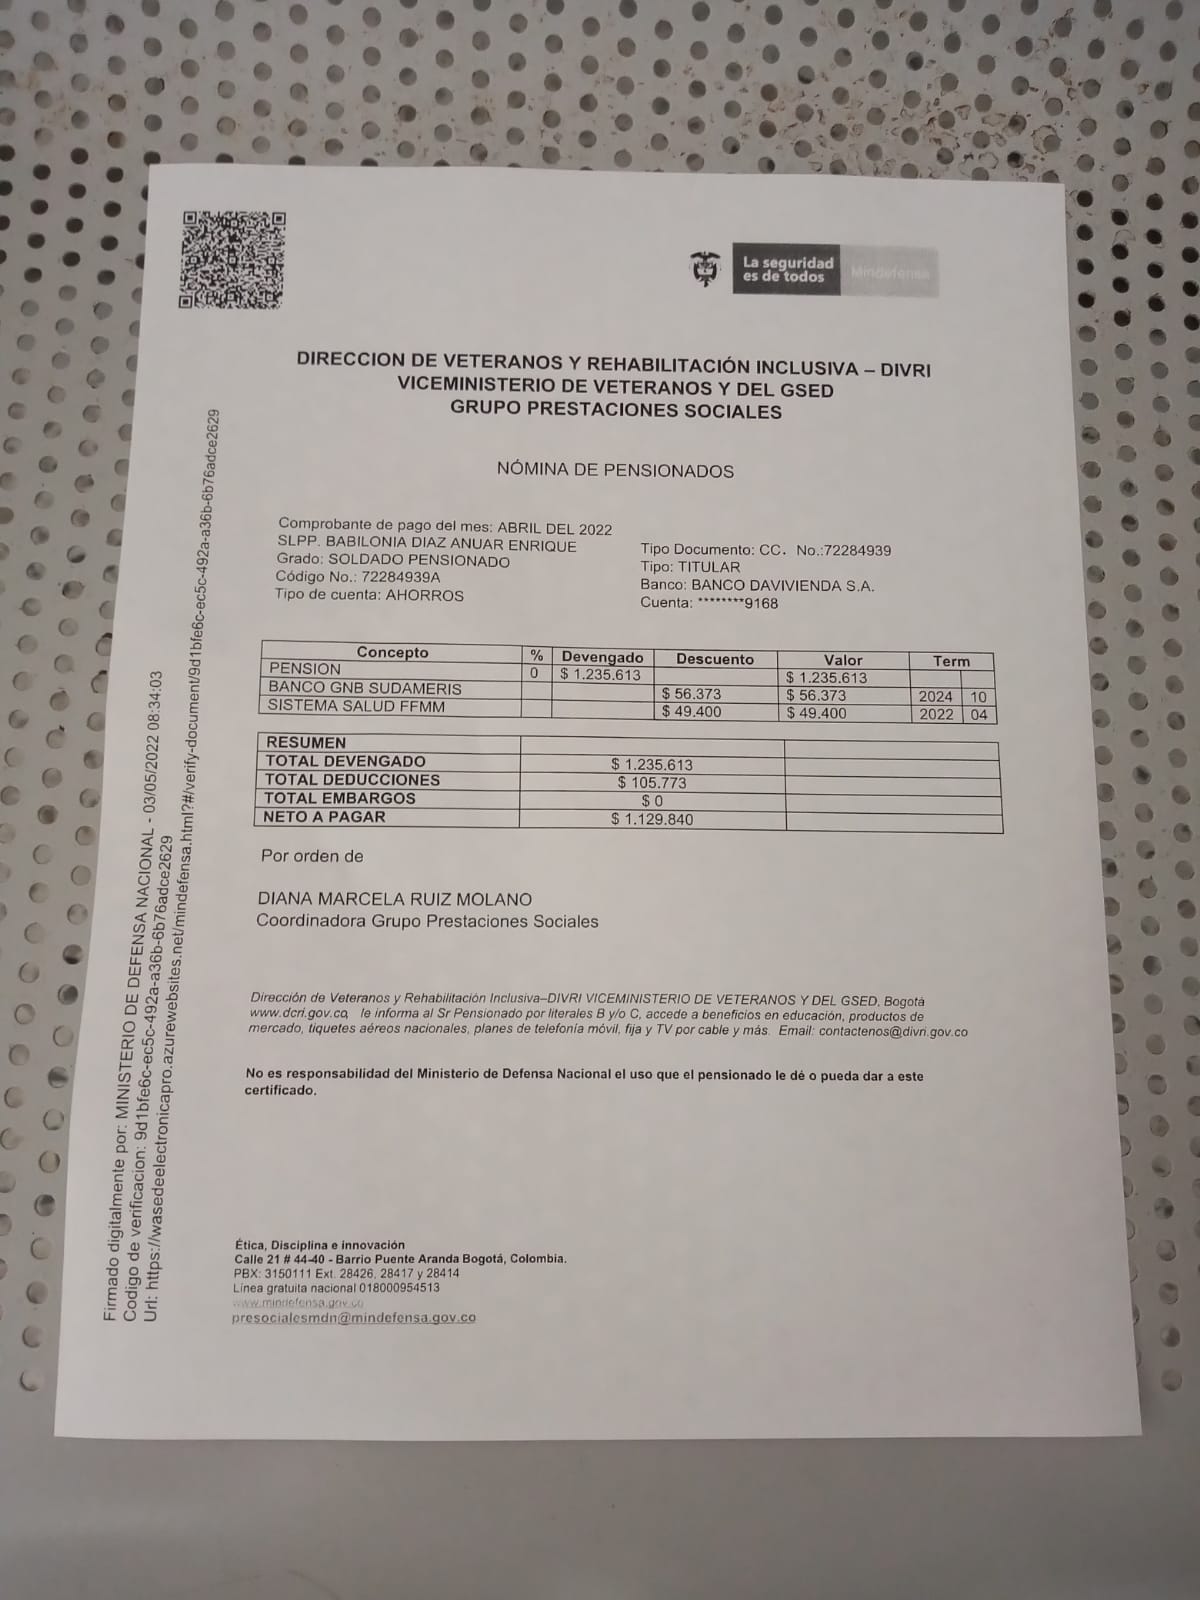 La seguridad
es de todos
Mindefensa
DIRECCION DE VETERANOS Y REHABILITACIÓN INCLUSIVA – DIVRI
VICEMINISTERIO DE VETERANOS Y DEL GSED
GRUPO PRESTACIONES SOCIALES
NÓMINA DE PENSIONADOS
Comprobante de pago del mes: ABRIL DEL 2022
SLPP. BABILONIA DIAZ ANUAR ENRIQUE
Grado: SOLDADO PENSIONADO
Código No.: 72284939A
Tipo de cuenta: AHORROS
Tipo Documento: CC. No.:72284939
Tipo: TITULAR
Banco: BANCO DAVIVIENDA S.A.
Cuenta: ********9168
Concepto % Devengado Descuento Valor Term
PENSION 0 $ 1.235.613 $ 1.235.613
BANCO GNB SUDAMERIS $ 56.373 $ 56.373 2024 10
SISTEMA SALUD FFMM $ 49.400 $ 49.400 2022 04
RESUMEN
TOTAL DEVENGADO $ 1.235.613
TOTAL DEDUCCIONES $ 105.773
TOTAL EMBARGOS $ 0
NETO A PAGAR $ 1.129.840
Por orden de
DIANA MARCELA RUIZ MOLANO
Coordinadora Grupo Prestaciones Sociales
Dirección de Veteranos y Rehabilitación Inclusiva–DIVRI VICEMINISTERIO DE VETERANOS Y DEL GSED, Bogotá
www.dcri.gov.co, le informa al Sr Pensionado por literales B y/o C, accede a beneficios en educación, productos de
mercado, tiquetes aéreos nacionales, planes de telefonía móvil, fija y TV por cable y más. Email: contactenos@divri.gov.co
No es responsabilidad del Ministerio de Defensa Nacional el uso que el pensionado le dé o pueda dar a este
certificado.
Ética, Disciplina e innovación
Calle 21 # 44-40 - Barrio Puente Aranda Bogotá, Colombia.
PBX: 3150111 Ext. 28426, 28417 y 28414
Línea gratuita nacional 018000954513
www.mindefensa.gov.co
presocialesmdn@mindefensa.gov.co
Firmado digitalmente por: MINISTERIO DE DEFENSA NACIONAL - 03/05/2022 08:34:03
Codigo de verificacion: 9d1bfe6c-ec5c-492a-a36b-6b76adce2629
Url: https://wasedeelectronicapro.azurewebsites.net/mindefensa.html?#/verify-document/9d1bfe6c-ec5c-492a-a36b-6b76adce2629